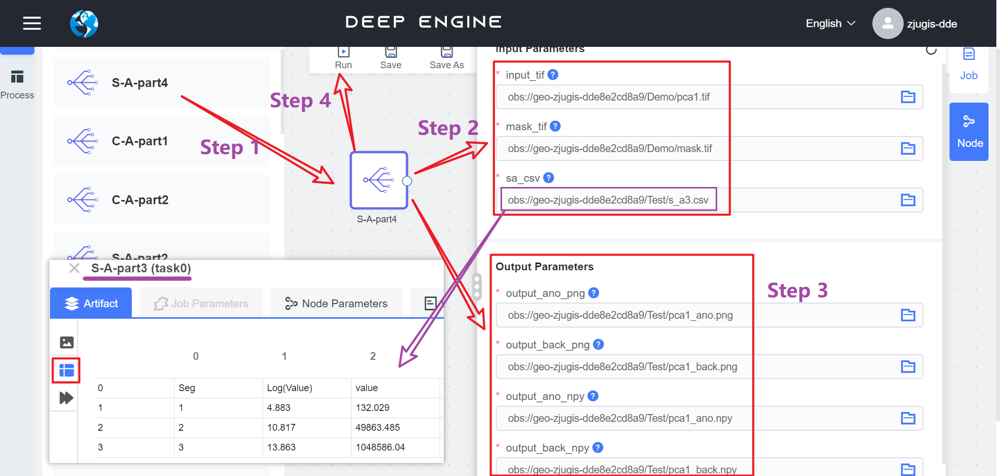 DEEP ENGINE
English
zjugis-dde
Process
S-A-part4
C-A-part1
C-A-part2
S-A-part2
Run
Save
Save As
Step 4
Step 1
Step 2
S-A-part4
Input Parameters
* input_tif ?
obs://geo-zjugis-dde8e2cd8a9/Demo/pca1.tif
* mask_tif ?
obs://geo-zjugis-dde8e2cd8a9/Demo/mask.tif
* sa_csv ?
obs://geo-zjugis-dde8e2cd8a9/Test/s_a3.csv
Job
Node
Output Parameters
Step 3
* output_ano_png ?
obs://geo-zjugis-dde8e2cd8a9/Test/pca1_ano.png
* output_back_png ?
obs://geo-zjugis-dde8e2cd8a9/Test/pca1_back.png
* output_ano_npy ?
obs://geo-zjugis-dde8e2cd8a9/Test/pca1_ano.npy
* output_back_npy ?
obs://geo-zjugis-dde8e2cd8a9/Test/pca1_back.npy
S-A-part3 (task0)
Artifact
Job Parameters
Node Parameters
0 1 2
0 Seg Log(Value) value
1 1 4.883 132.029
2 2 10.817 49863.485
3 3 13.863 1048586.04